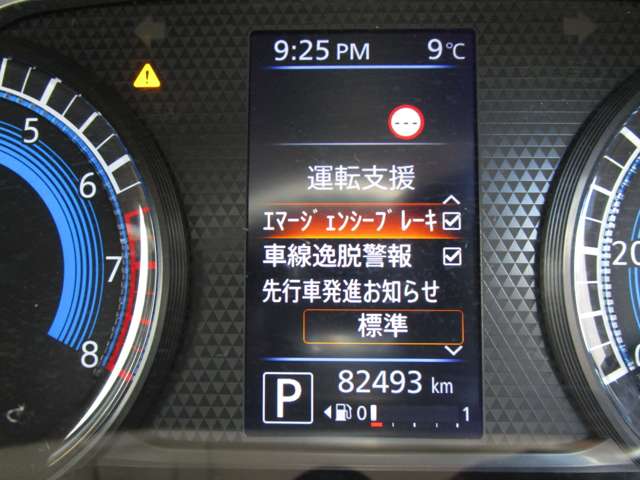 9:25 PM 9℃
---
運転支援
ｴﾏｰｼﾞｪﾝｼｰﾌﾞﾚｰｷ
車線逸脱警報
先行車発進お知らせ
標準
P 82493 km
0 1
5
6
7
8
20